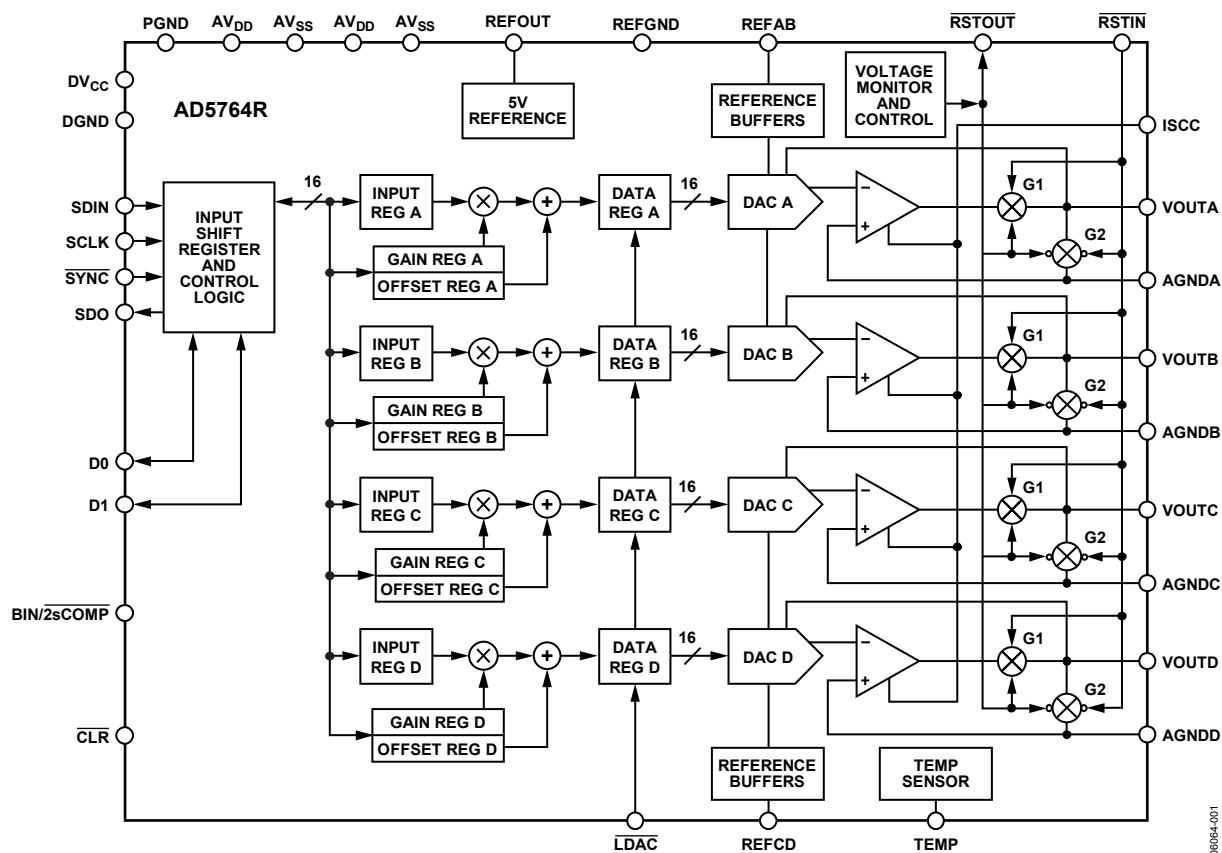 PGND AVDD AVSS AVDD AVSS REFOUT REFGND REFAB RSTOUT RSTIN
DVCC
DGND
AD5764R
5V
REFERENCE
REFERENCE
BUFFERS
VOLTAGE
MONITOR
AND
CONTROL
ISCC
SDIN
SCLK
SYNC
SDO
INPUT
SHIFT
REGISTER
AND
CONTROL
LOGIC
16
INPUT
REG A
×
+
DATA
REG A
16
DAC A
−
+
G1
G2
VOUTA
GAIN REG A
OFFSET REG A
AGNDA
INPUT
REG B
×
+
DATA
REG B
16
DAC B
−
+
G1
G2
VOUTB
GAIN REG B
OFFSET REG B
AGNDB
D0
D1
INPUT
REG C
×
+
DATA
REG C
16
DAC C
−
+
G1
G2
VOUTC
GAIN REG C
OFFSET REG C
AGNDC
BIN/2sCOMP
INPUT
REG D
×
+
DATA
REG D
16
DAC D
−
+
G1
G2
VOUTD
GAIN REG D
OFFSET REG D
AGNDD
CLR
REFERENCE
BUFFERS
TEMP
SENSOR
LDAC REFCD TEMP
06064-001